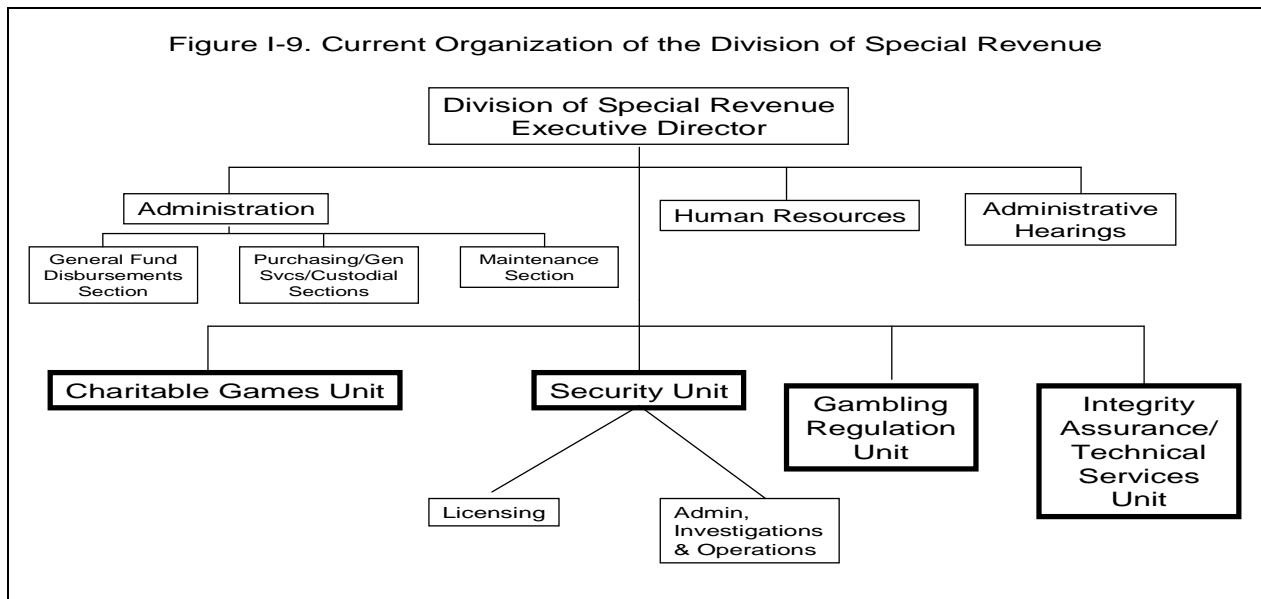 Figure I-9. Current Organization of the Division of Special Revenue
Division of Special Revenue
Executive Director
Administration
Human Resources
Administrative
Hearings
General Fund
Disbursements
Section
Purchasing/Gen
Svcs/Custodial
Sections
Maintenance
Section
Charitable Games Unit
Security Unit
Gambling
Regulation
Unit
Integrity
Assurance/
Technical
Services
Unit
Licensing
Admin,
Investigations
& Operations